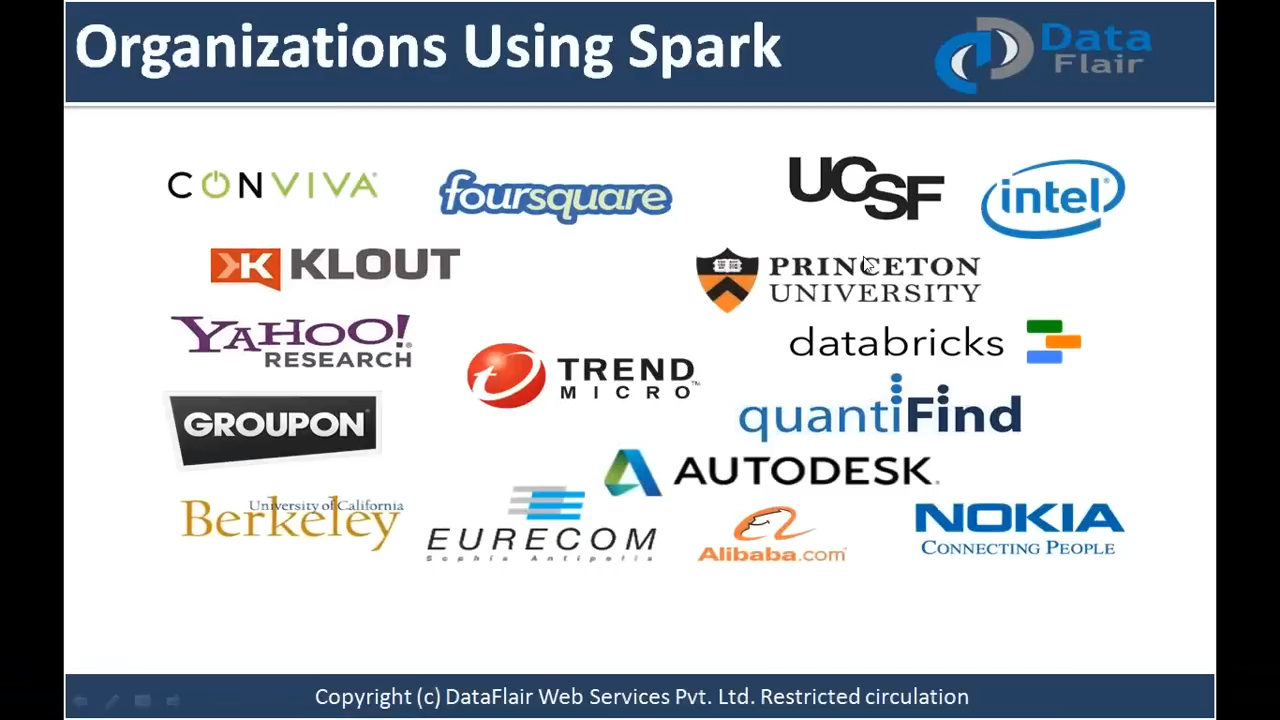 Organizations Using Spark
Data
Flair
CONVIVA
foursquare
UCSF
intel
KLOUT
PRINCETON
UNIVERSITY
YAHOO!
RESEARCH
TREND
MICRO
databricks
GROUPON
quantiFind
AUTODESK
University of California
Berkeley
EURECOM
Sophia Antipolis
Alibaba.com
NOKIA
CONNECTING PEOPLE
Copyright (c) DataFlair Web Services Pvt. Ltd. Restricted circulation